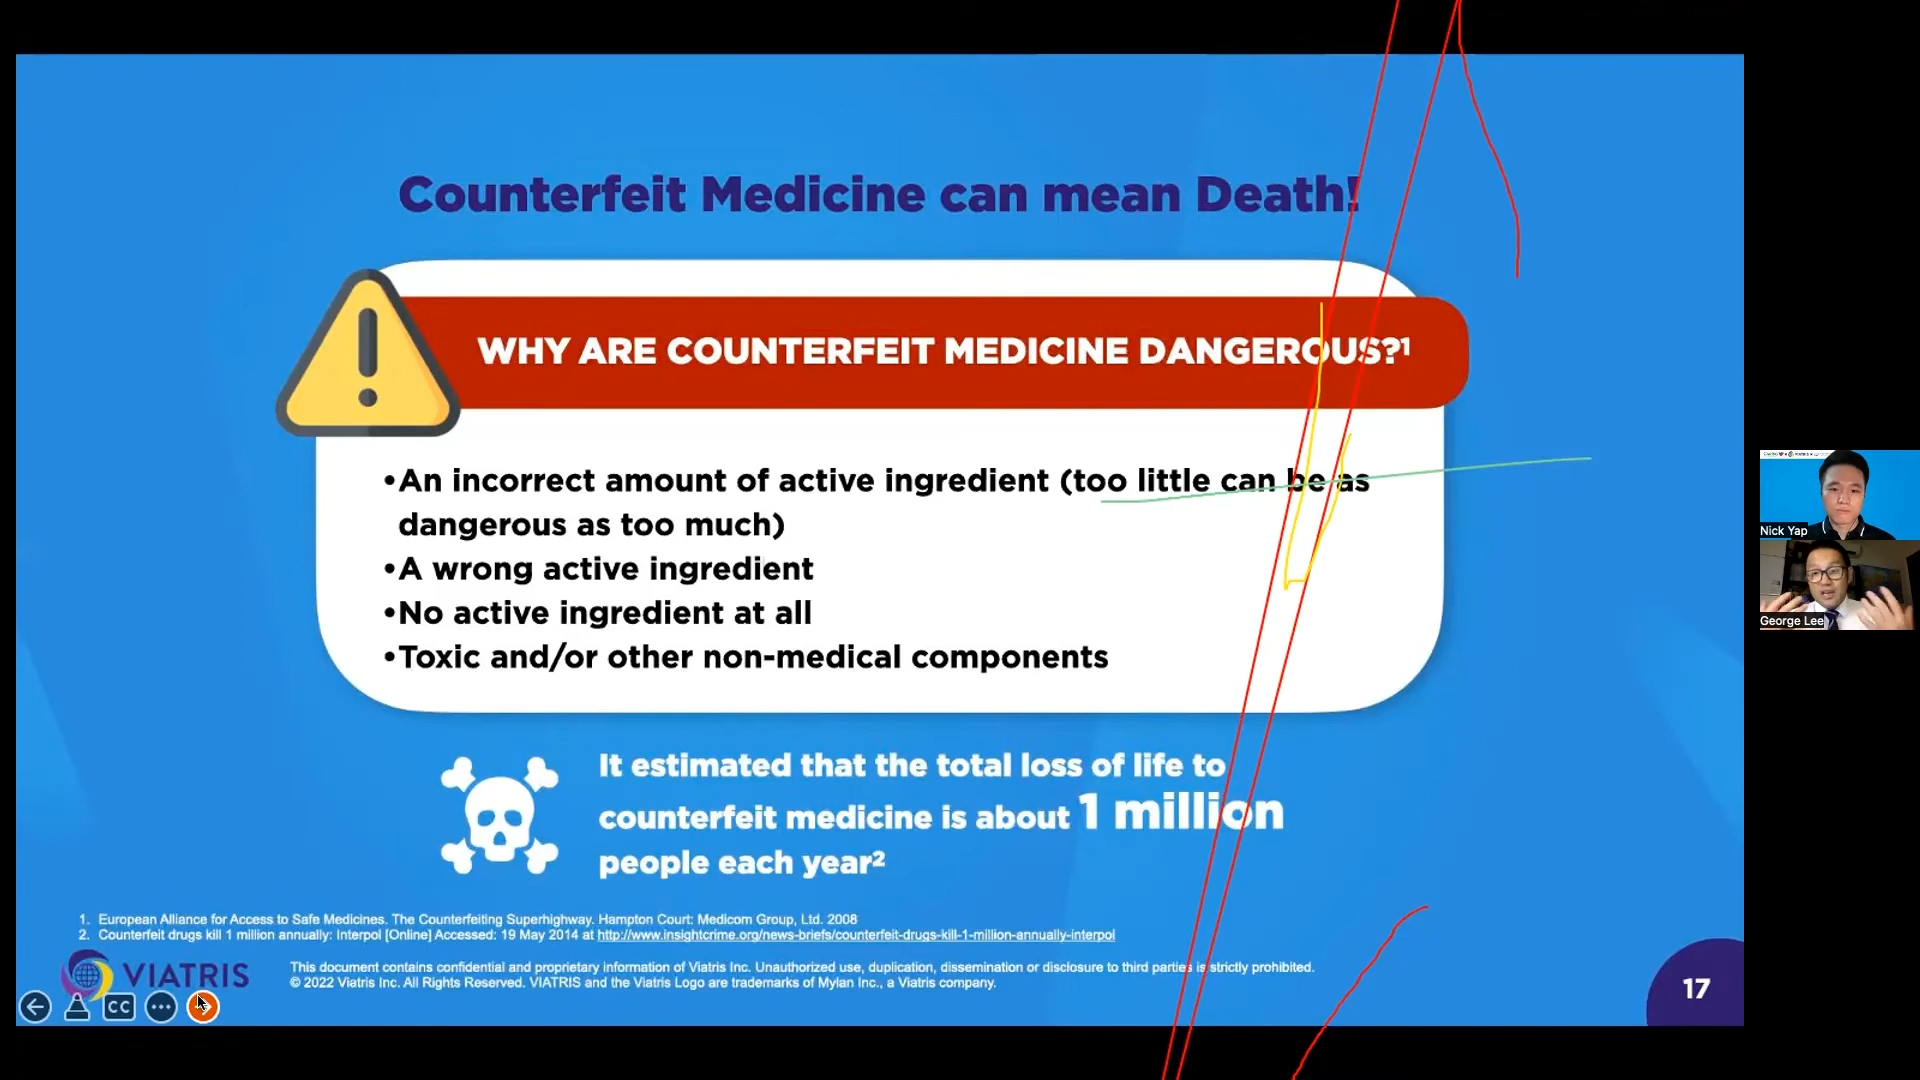 Counterfeit Medicine can mean Death!
WHY ARE COUNTERFEIT MEDICINE DANGEROUS?¹
•An incorrect amount of active ingredient (too little can be as
dangerous as too much)
•A wrong active ingredient
•No active ingredient at all
•Toxic and/or other non-medical components
It estimated that the total loss of life to
counterfeit medicine is about 1 million
people each year²
1. European Alliance for Access to Safe Medicines. The Counterfeiting Superhighway. Hampton Court: Medicom Group, Ltd. 2008
2. Counterfeit drugs kill 1 million annually: Interpol [Online] Accessed: 19 May 2014 at http://www.insightcrime.org/news-briefs/counterfeit-drugs-kill-1-million-annually-interpol
VIATRIS
This document contains confidential and proprietary information of Viatris Inc. Unauthorized use, duplication, dissemination or disclosure to third parties is strictly prohibited.
© 2022 Viatris Inc. All Rights Reserved. VIATRIS and the Viatris Logo are trademarks of Mylan Inc., a Viatris company.
CC
17
Nick Yap
George Lee